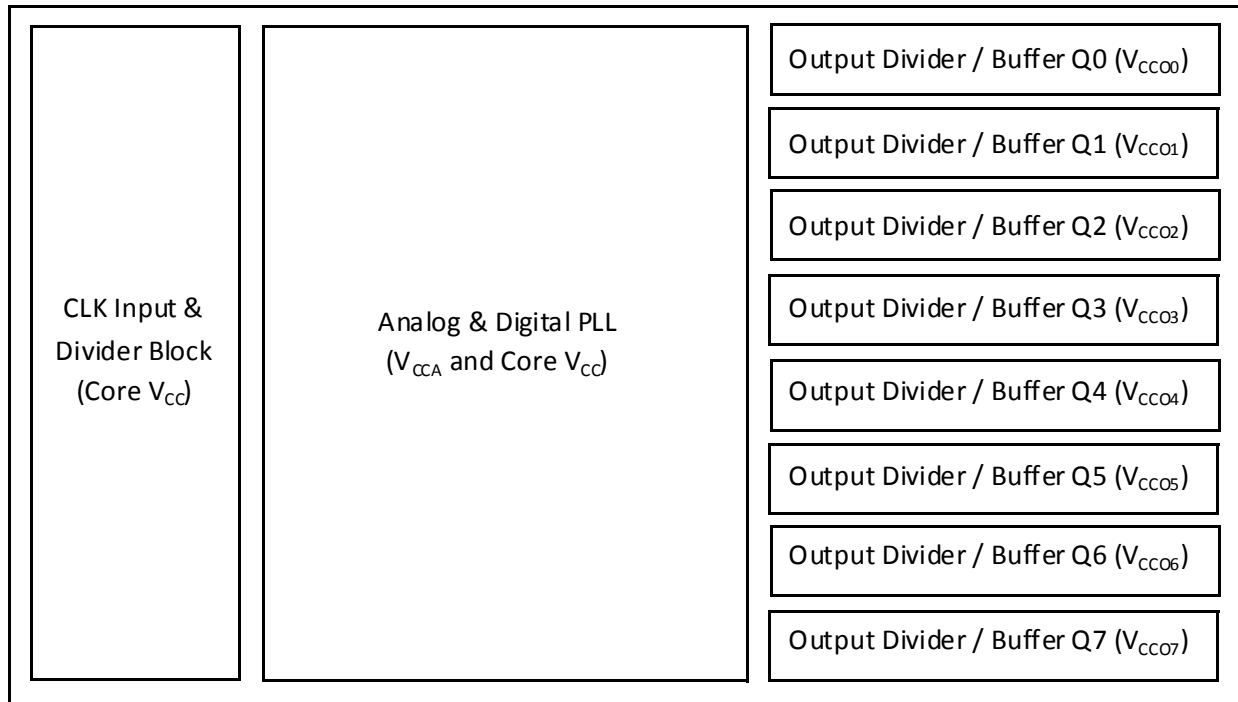 CLK Input &
Divider Block
(Core VCC)
Analog & Digital PLL
(VCCA and Core VCC)
Output Divider / Buffer Q0 (VCCO0)
Output Divider / Buffer Q1 (VCCO1)
Output Divider / Buffer Q2 (VCCO2)
Output Divider / Buffer Q3 (VCCO3)
Output Divider / Buffer Q4 (VCCO4)
Output Divider / Buffer Q5 (VCCO5)
Output Divider / Buffer Q6 (VCCO6)
Output Divider / Buffer Q7 (VCCO7)